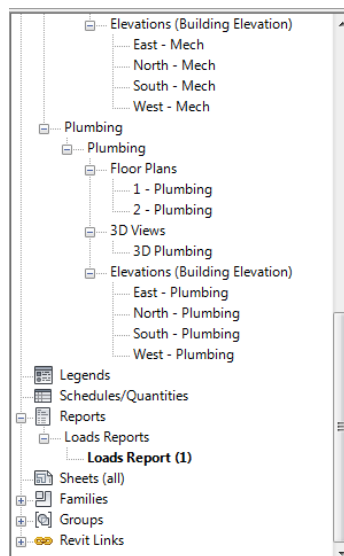 Elevations (Building Elevation)
East - Mech
North - Mech
South - Mech
West - Mech
Plumbing
Plumbing
Floor Plans
1 - Plumbing
2 - Plumbing
3D Views
3D Plumbing
Elevations (Building Elevation)
East - Plumbing
North - Plumbing
South - Plumbing
West - Plumbing
Legends
Schedules/Quantities
Reports
Loads Reports
Loads Report (1)
Sheets (all)
Families
Groups
Revit Links